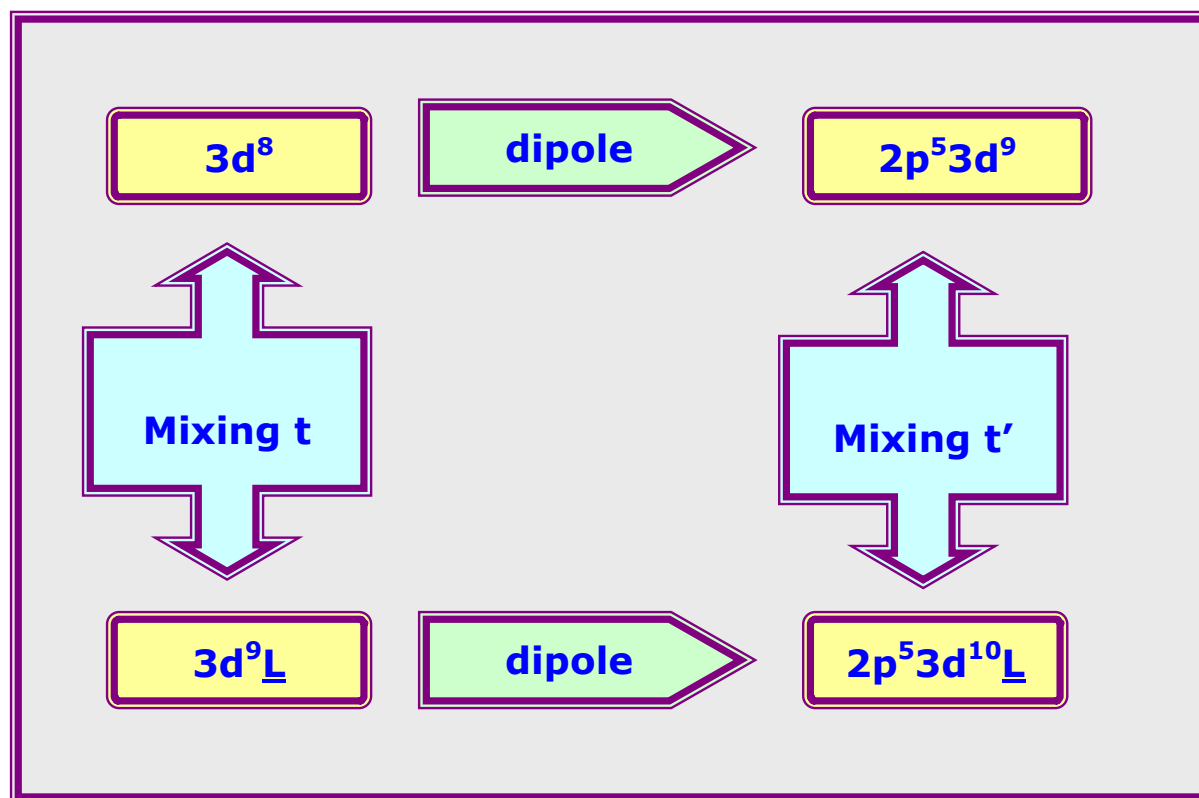 3d⁸
dipole
2p⁵3d⁹
Mixing t
Mixing t′
3d⁹L̲
dipole
2p⁵3d¹⁰L̲